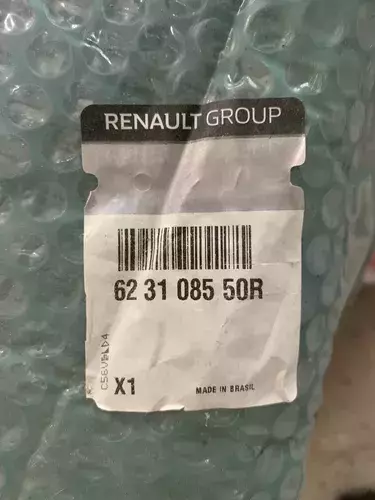 RENAULT GROUP
62 31 085 50R
X1
MADE IN BRASIL